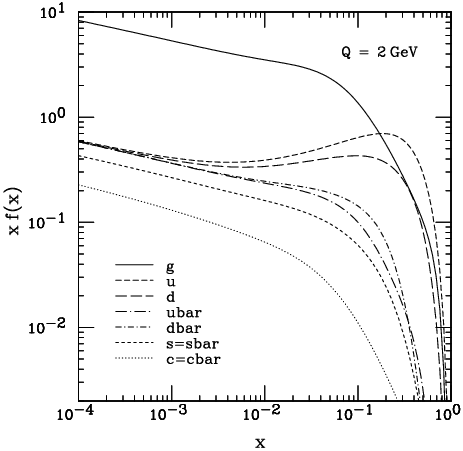 10¹
Q = 2 GeV
10⁰
x f(x)
10⁻¹
g
u
d
ubar
dbar
s=sbar
c=cbar
10⁻²
10⁻⁴ 10⁻³ 10⁻² 10⁻¹ 10⁰
x